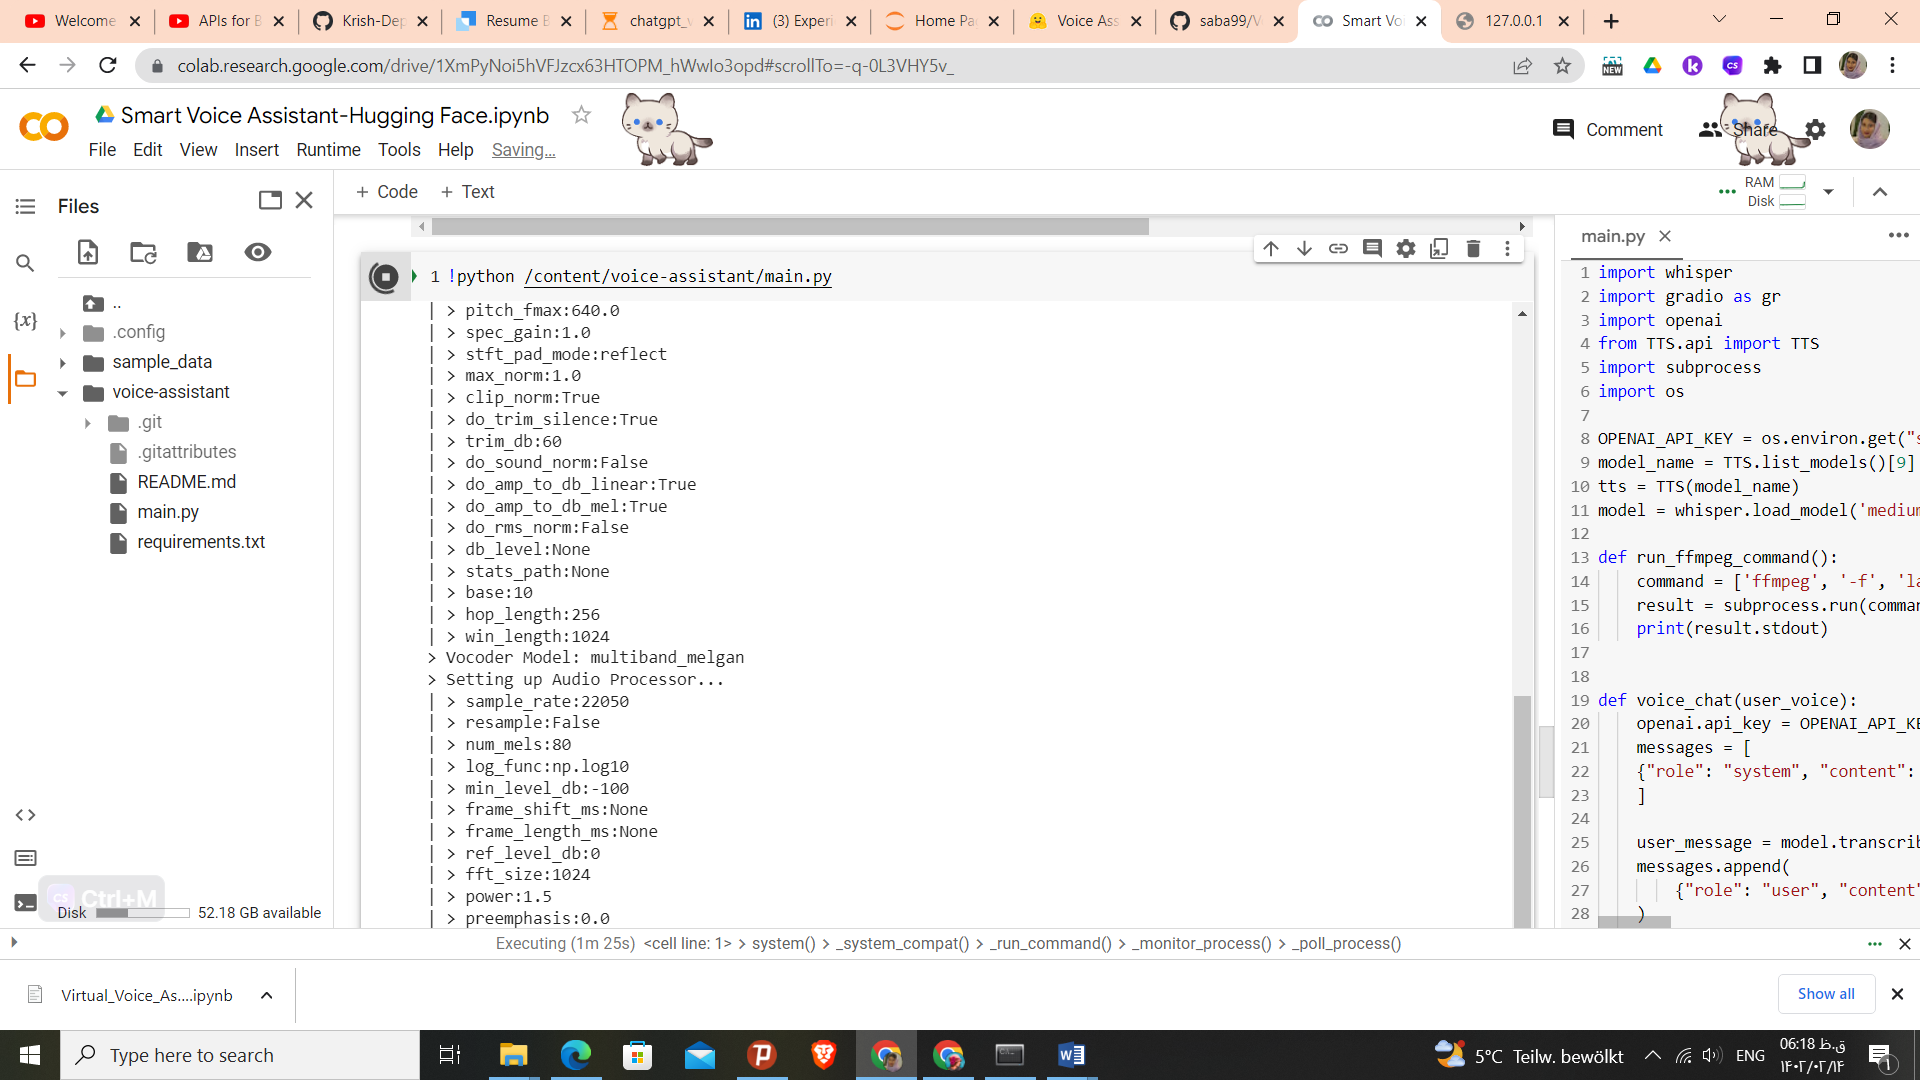 Welcome
APIs for B
Krish-Dep
Resume B
chatgpt_v
(3) Experi
Home Pa
Voice Ass
saba99/V
Smart Voi
127.0.0.1
colab.research.google.com/drive/1XmPyNoi5hVFJzcx63HTOPM_hWwIo3opd#scrollTo=-q-0L3VHY5v_
Smart Voice Assistant-Hugging Face.ipynb
File Edit View Insert Runtime Tools Help Saving…
Comment
Share
Files
+ Code + Text
RAM
Disk
..
.config
sample_data
voice-assistant
.git
.gitattributes
README.md
main.py
requirements.txt
Ctrl+M
Disk 52.18 GB available
1 !python /content/voice-assistant/main.py
| > pitch_fmax:640.0
| > spec_gain:1.0
| > stft_pad_mode:reflect
| > max_norm:1.0
| > clip_norm:True
| > do_trim_silence:True
| > trim_db:60
| > do_sound_norm:False
| > do_amp_to_db_linear:True
| > do_amp_to_db_mel:True
| > do_rms_norm:False
| > db_level:None
| > stats_path:None
| > base:10
| > hop_length:256
| > win_length:1024
> Vocoder Model: multiband_melgan
> Setting up Audio Processor...
| > sample_rate:22050
| > resample:False
| > num_mels:80
| > log_func:np.log10
| > min_level_db:-100
| > frame_shift_ms:None
| > frame_length_ms:None
| > ref_level_db:0
| > fft_size:1024
| > power:1.5
| > preemphasis:0.0
main.py
1 import whisper
2 import gradio as gr
3 import openai
4 from TTS.api import TTS
5 import subprocess
6 import os
7
8 OPENAI_API_KEY = os.environ.get("s
9 model_name = TTS.list_models()[9]
10 tts = TTS(model_name)
11 model = whisper.load_model('medium
12
13 def run_ffmpeg_command():
14 command = ['ffmpeg', '-f', 'la
15 result = subprocess.run(comman
16 print(result.stdout)
17
18
19 def voice_chat(user_voice):
20 openai.api_key = OPENAI_API_KE
21 messages = [
22 {"role": "system", "content":
23 ]
24
25 user_message = model.transcrib
26 messages.append(
27 {"role": "user", "content"
28 )
Executing (1m 25s) <cell line: 1> > system() > _system_compat() > _run_command() > _monitor_process() > _poll_process()
Virtual_Voice_As....ipynb
Show all
Type here to search
5°C Teilw. bewölkt
ENG
06:18 ق.ظ
۱۴۰۲/۰۲/۱۴